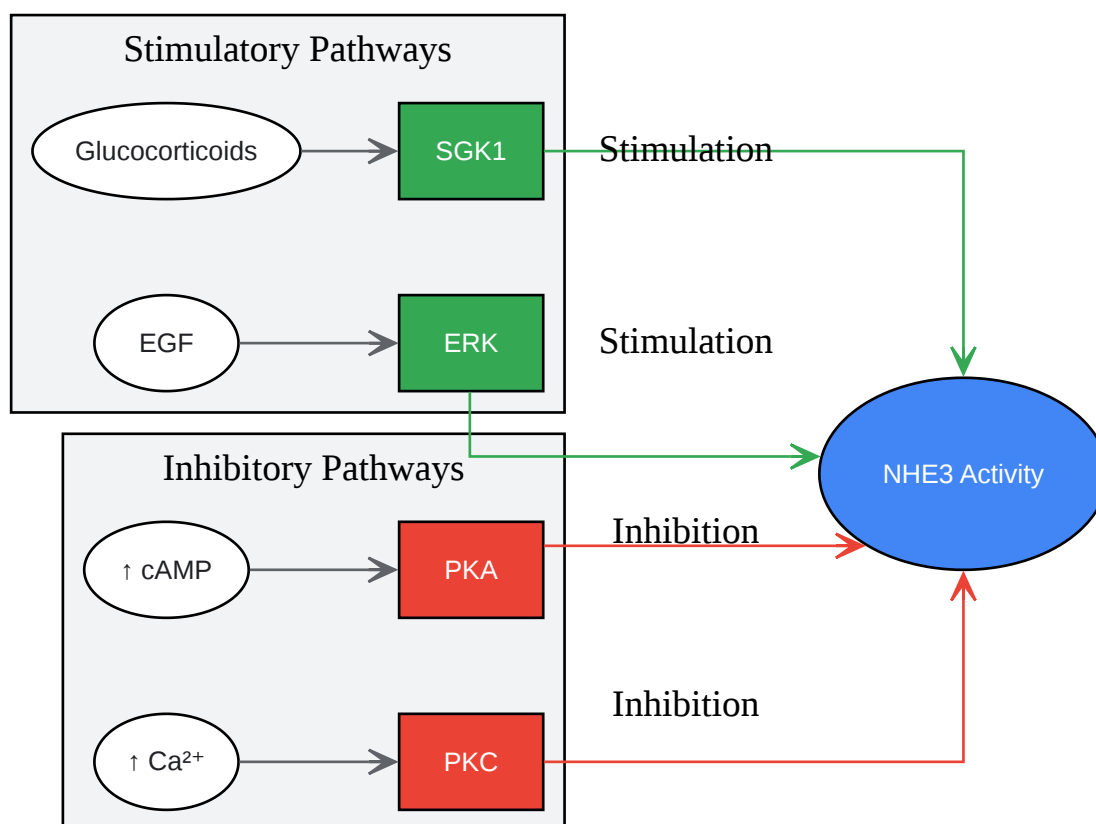 Stimulatory Pathways
Glucocorticoids
SGK1
Stimulation
EGF
ERK
Stimulation
NHE3 Activity
Inhibitory Pathways
↑ cAMP
PKA
Inhibition
↑ Ca²⁺
PKC
Inhibition